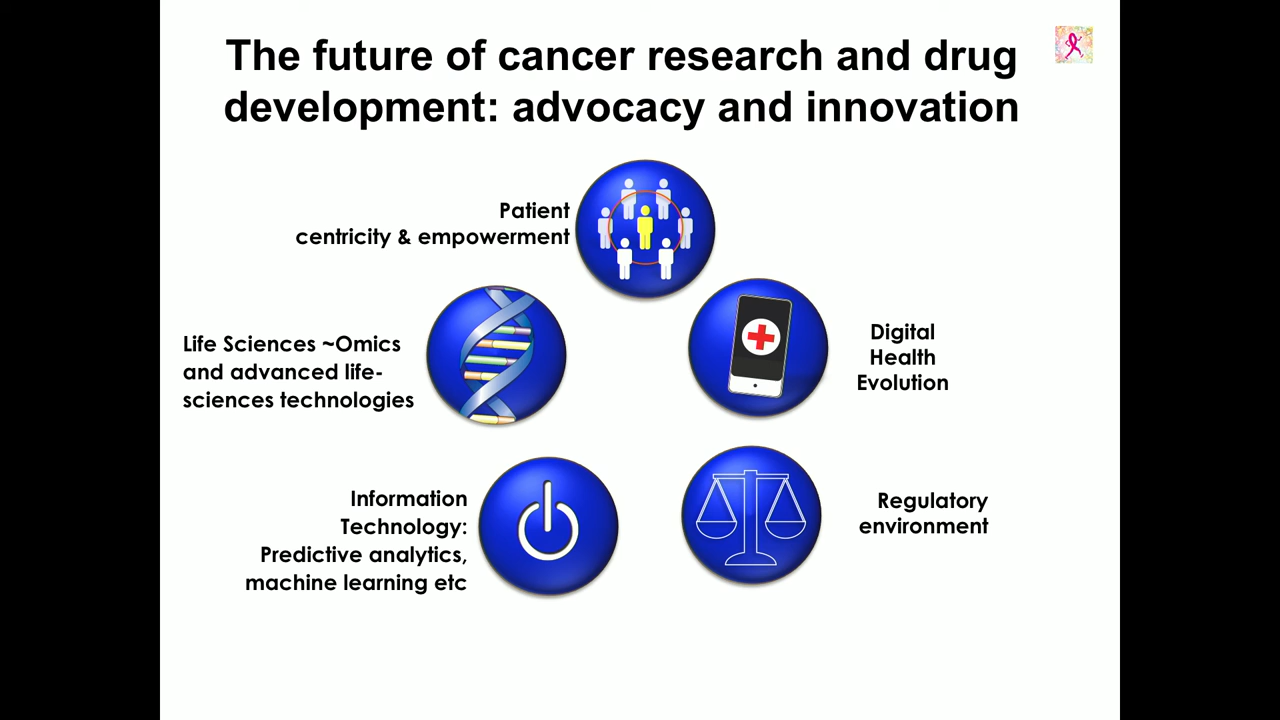 The future of cancer research and drug
development: advocacy and innovation
Patient
centricity & empowerment
Life Sciences ~Omics
and advanced life-
sciences technologies
Digital
Health
Evolution
Information
Technology:
Predictive analytics,
machine learning etc
Regulatory
environment